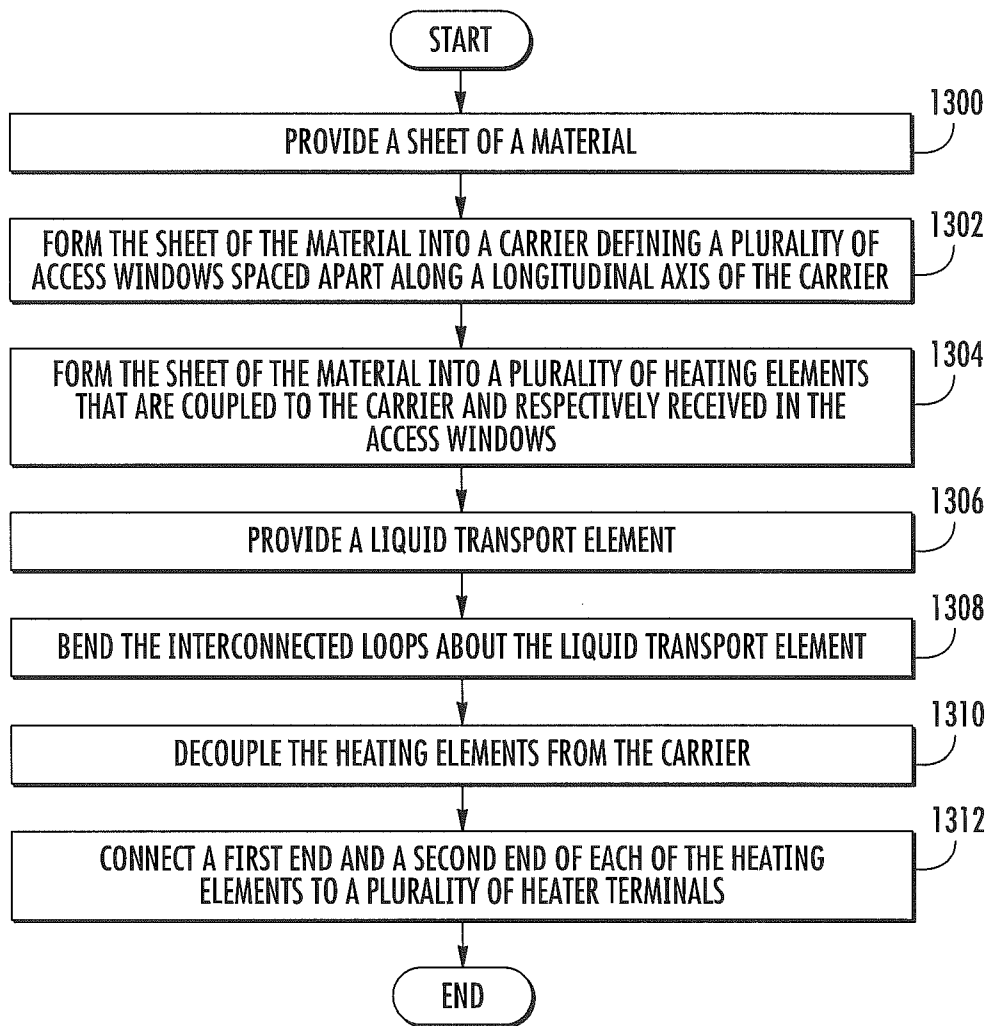 START
1300
PROVIDE A SHEET OF A MATERIAL
1302
FORM THE SHEET OF THE MATERIAL INTO A CARRIER DEFINING A PLURALITY OF
ACCESS WINDOWS SPACED APART ALONG A LONGITUDINAL AXIS OF THE CARRIER
1304
FORM THE SHEET OF THE MATERIAL INTO A PLURALITY OF HEATING ELEMENTS
THAT ARE COUPLED TO THE CARRIER AND RESPECTIVELY RECEIVED IN THE
ACCESS WINDOWS
1306
PROVIDE A LIQUID TRANSPORT ELEMENT
1308
BEND THE INTERCONNECTED LOOPS ABOUT THE LIQUID TRANSPORT ELEMENT
1310
DECOUPLE THE HEATING ELEMENTS FROM THE CARRIER
1312
CONNECT A FIRST END AND A SECOND END OF EACH OF THE HEATING
ELEMENTS TO A PLURALITY OF HEATER TERMINALS
END